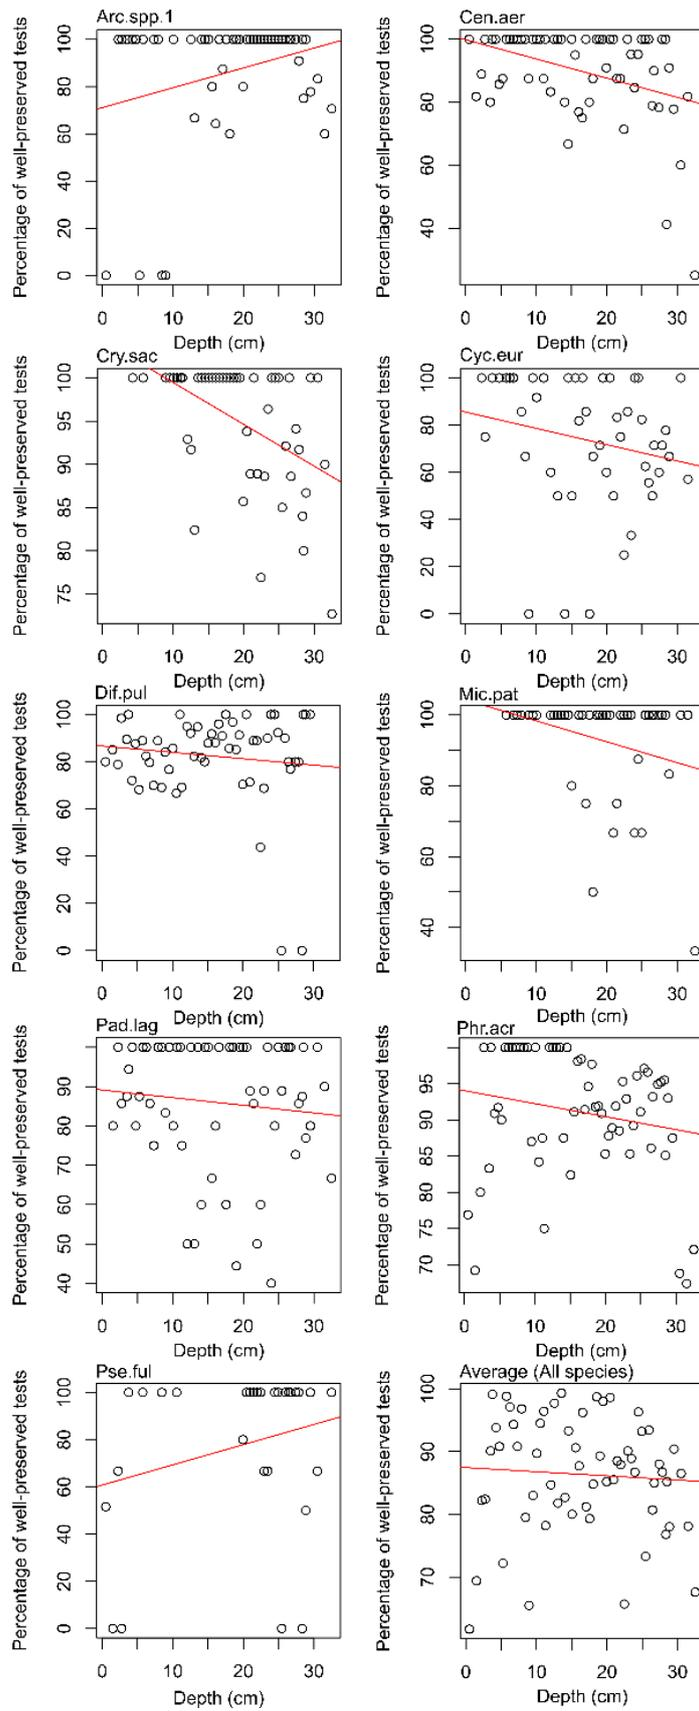 Arc.spp.1
Percentage of well-preserved tests
100
80
60
40
20
0
0 10 20 30
Depth (cm)
Cen.aer
Percentage of well-preserved tests
100
80
60
40
0 10 20 30
Depth (cm)
Cry.sac
Percentage of well-preserved tests
100
95
90
85
80
75
0 10 20 30
Depth (cm)
Cyc.eur
Percentage of well-preserved tests
100
80
60
40
20
0
0 10 20 30
Depth (cm)
Dif.pul
Percentage of well-preserved tests
100
80
60
40
20
0
0 10 20 30
Depth (cm)
Mic.pat
Percentage of well-preserved tests
100
80
60
40
0 10 20 30
Depth (cm)
Pad.lag
Percentage of well-preserved tests
90
80
70
60
50
40
0 10 20 30
Depth (cm)
Phr.acr
Percentage of well-preserved tests
95
90
85
80
75
70
0 10 20 30
Depth (cm)
Pse.ful
Percentage of well-preserved tests
100
80
60
40
20
0
0 10 20 30
Depth (cm)
Average (All species)
Percentage of well-preserved tests
100
90
80
70
0 10 20 30
Depth (cm)